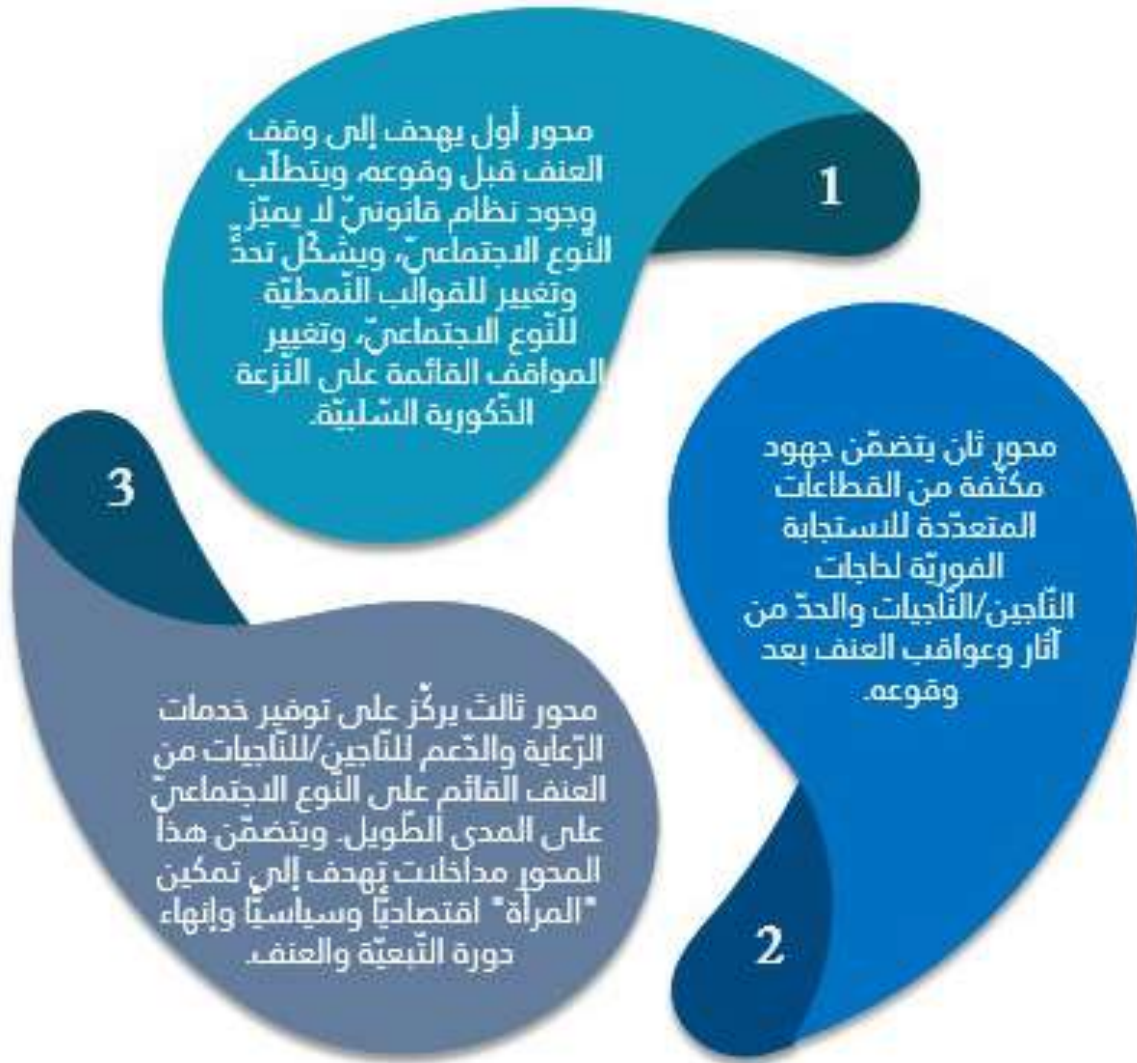 1
محور أول يهدف إلى وقف
العنف قبل وقوعه، ويتطلّب
وجود نظام قانونيّ لا يميّز
النّوع الاجتماعيّ، ويشكّل تحدٍّ
وتغيير للقوالب النّمطيّة
للنّوع الاجتماعيّ، وتغيير
المواقف القائمة على النّزعة
الذّكورية السّلبيّة.
2
محور ثان يتضمّن جهود
مكثّفة من القطاعات
المتعدّدة للاستجابة
الفوريّة لحاجات
النّاجين/النّاجيات والحدّ من
آثار وعواقب العنف بعد
وقوعه.
3
محور ثالث يركّز على توفير خدمات
الرّعاية والدّعم للنّاجين/للنّاجيات من
العنف القائم على النّوع الاجتماعيّ
على المدى الطّويل. ويتضمّن هذا
المحور مداخلات تهدف إلى تمكين
"المرأة" اقتصاديًّا وسياسيًّا وإنهاء
دورة التّبعيّة والعنف.